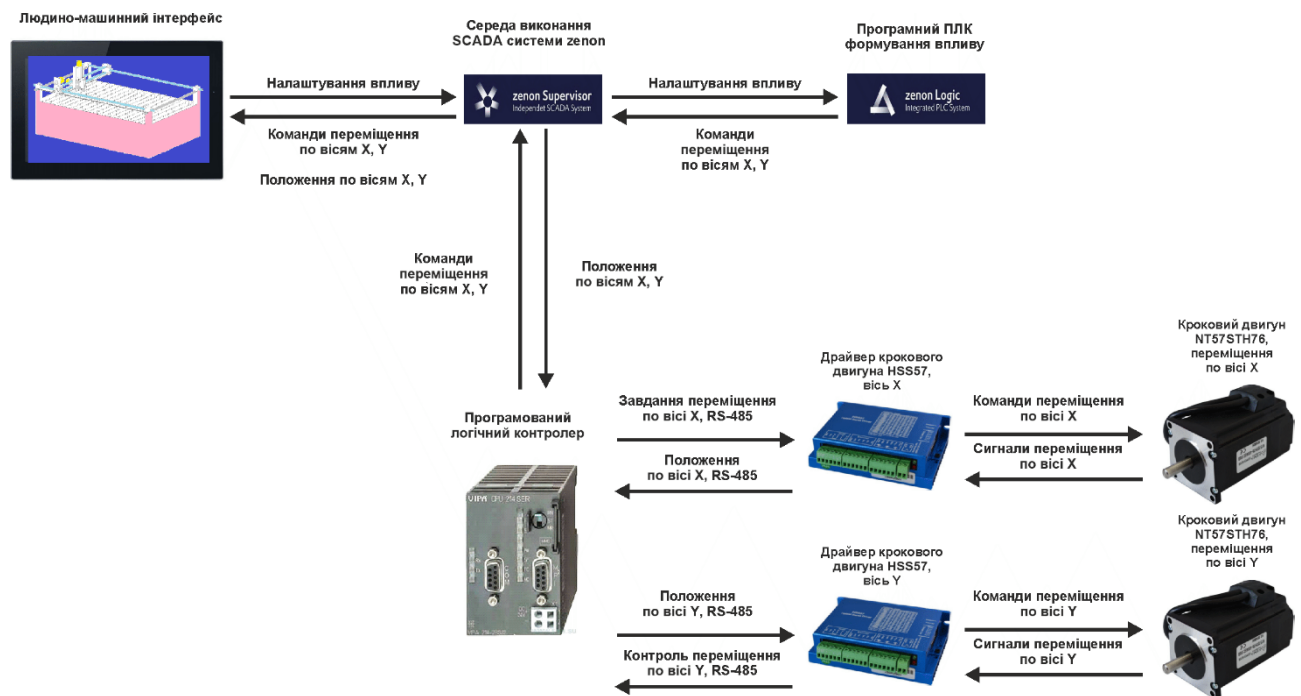 Людино-машинний інтерфейс
Середа виконання
SCADA системи zenon
Програмний ПЛК
формування впливу
Налаштування впливу
zenon Supervisor
Independet SCADA System
Налаштування впливу
zenon Logic
Integrated PLC System
Команди переміщення
по вісям X, Y
Положення по вісям X, Y
Команди
переміщення
по вісям X, Y
Команди
переміщення
по вісям X, Y
Положення
по вісям X, Y
Програмований
логічний контролер
VIPA CPU
Завдання переміщення
по вісі X, RS-485
Положення
по вісі X, RS-485
Драйвер крокового
двигуна HSS57,
вісь X
Команди переміщення
по вісі X
Сигнали переміщення
по вісі X
Кроковий двигун
NT57STH76,
переміщення
по вісі X
Положення
по вісі Y, RS-485
Контроль переміщення
по вісі Y, RS-485
Драйвер крокового
двигуна HSS57,
вісь Y
Команди переміщення
по вісі Y
Сигнали переміщення
по вісі Y
Кроковий двигун
NT57STH76,
переміщення
по вісі Y